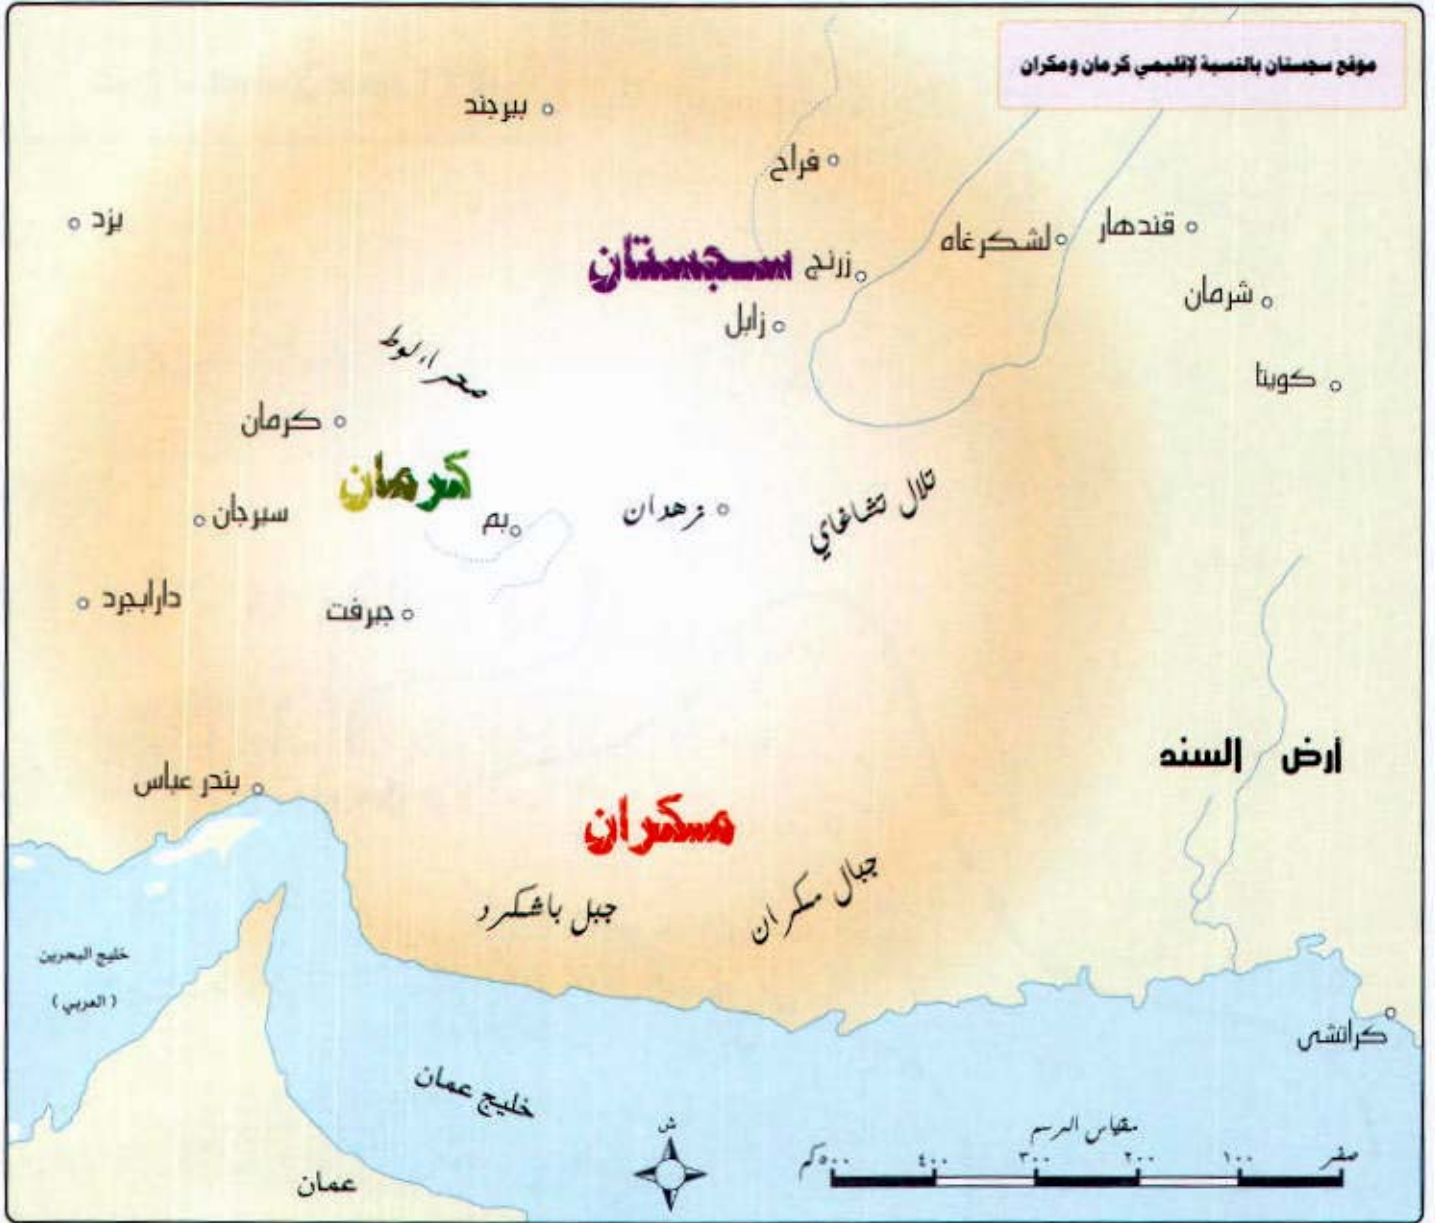 موقع سجستان بالنسبة لإقليمي كرمان ومكران
بيرجند
فراح
يزد
قندهار
لشكرغاه
سجستان
زرنج
شرمان
زابل
صحراء لوط
كويتا
كرمان
كرمان
تلال تشاغاي
سيرجان
بم
زهدان
دارابجرد
جيرفت
أرض السند
بندر عباس
مكران
جبل باشكرد
جبال مكران
خليج البحرين
(العربي)
كراتشي
خليج عمان
ش
مقياس الرسم
صفر ١٠٠ ٢٠٠ ٣٠٠ ٤٠٠ ٥٠٠كم
عمان